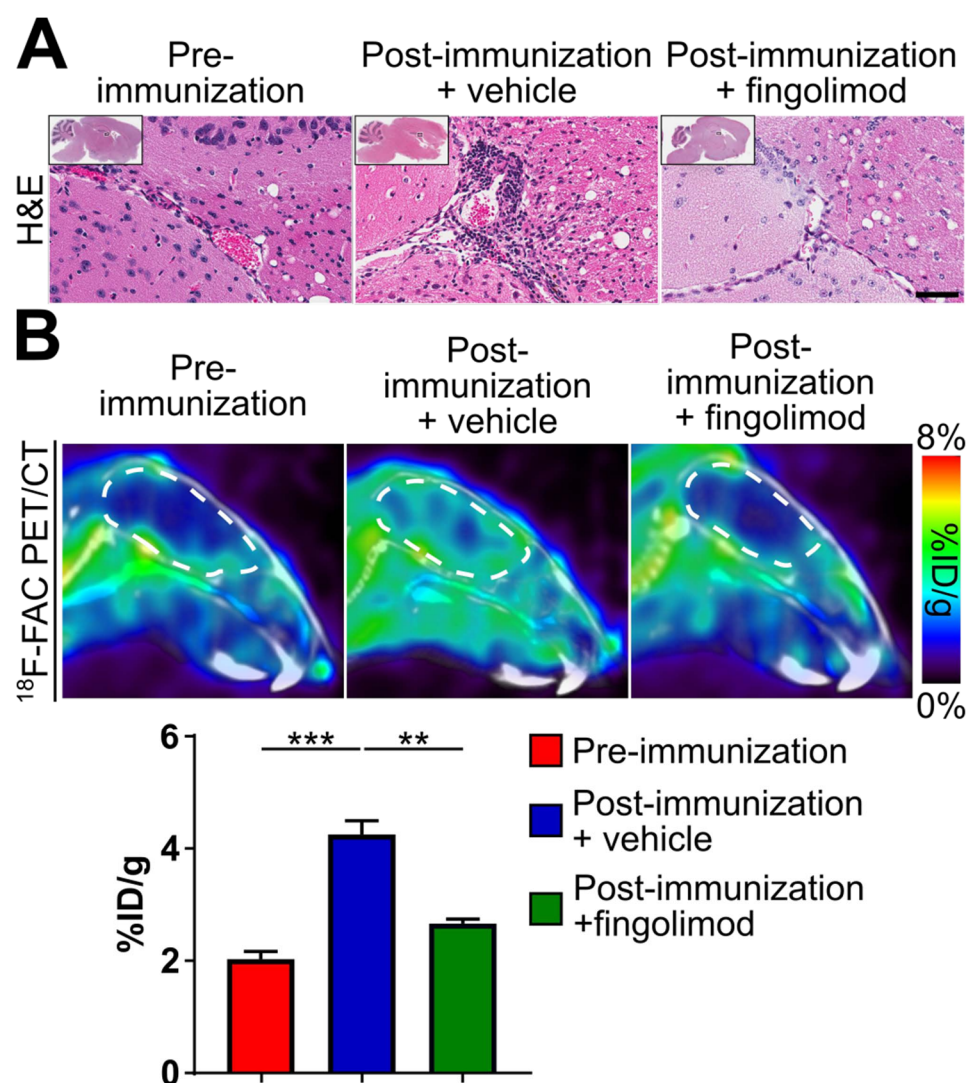 A
Pre-
immunization
Post-immunization
+ vehicle
Post-immunization
+ fingolimod
H&E
B
Pre-
immunization
Post-
immunization
+ vehicle
Post-
immunization
+ fingolimod
¹⁸F-FAC PET/CT
8%
%ID/g
0%
6
4
2
0
%ID/g
***
**
Pre-immunization
Post-immunization
+ vehicle
Post-immunization
+fingolimod